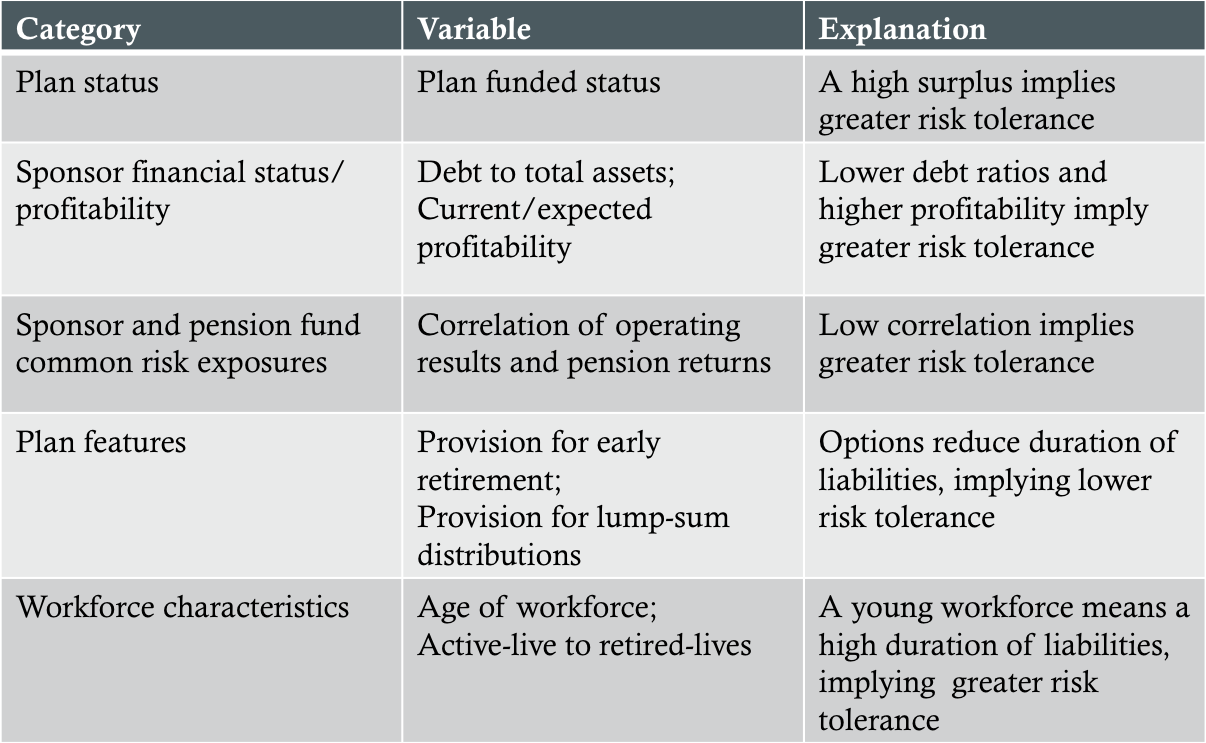 Category
Variable
Explanation
Plan status
Plan funded status
A high surplus implies
greater risk tolerance
Sponsor financial status/
profitability
Debt to total assets;
Current/expected
profitability
Lower debt ratios and
higher profitability imply
greater risk tolerance
Sponsor and pension fund
common risk exposures
Correlation of operating
results and pension returns
Low correlation implies
greater risk tolerance
Plan features
Provision for early
retirement;
Provision for lump-sum
distributions
Options reduce duration of
liabilities, implying lower
risk tolerance
Workforce characteristics
Age of workforce;
Active-live to retired-lives
A young workforce means a
high duration of liabilities,
implying greater risk
tolerance